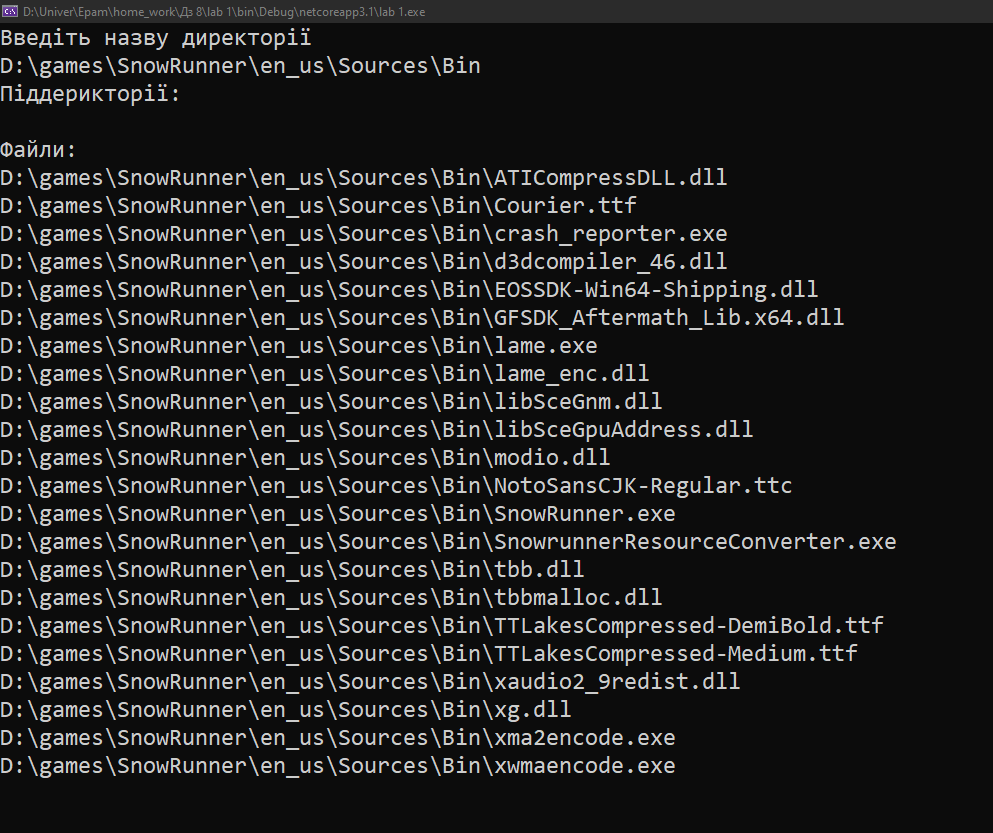 D:\Univer\Epam\home_work\Дз 8\lab 1\bin\Debug\netcoreapp3.1\lab 1.exe
Введіть назву директорії
D:\games\SnowRunner\en_us\Sources\Bin
Піддерикторії:
Файли:
D:\games\SnowRunner\en_us\Sources\Bin\ATICompressDLL.dll
D:\games\SnowRunner\en_us\Sources\Bin\Courier.ttf
D:\games\SnowRunner\en_us\Sources\Bin\crash_reporter.exe
D:\games\SnowRunner\en_us\Sources\Bin\d3dcompiler_46.dll
D:\games\SnowRunner\en_us\Sources\Bin\EOSSDK-Win64-Shipping.dll
D:\games\SnowRunner\en_us\Sources\Bin\GFSDK_Aftermath_Lib.x64.dll
D:\games\SnowRunner\en_us\Sources\Bin\lame.exe
D:\games\SnowRunner\en_us\Sources\Bin\lame_enc.dll
D:\games\SnowRunner\en_us\Sources\Bin\libSceGnm.dll
D:\games\SnowRunner\en_us\Sources\Bin\libSceGpuAddress.dll
D:\games\SnowRunner\en_us\Sources\Bin\modio.dll
D:\games\SnowRunner\en_us\Sources\Bin\NotoSansCJK-Regular.ttc
D:\games\SnowRunner\en_us\Sources\Bin\SnowRunner.exe
D:\games\SnowRunner\en_us\Sources\Bin\SnowrunnerResourceConverter.exe
D:\games\SnowRunner\en_us\Sources\Bin\tbb.dll
D:\games\SnowRunner\en_us\Sources\Bin\tbbmalloc.dll
D:\games\SnowRunner\en_us\Sources\Bin\TTLakesCompressed-DemiBold.ttf
D:\games\SnowRunner\en_us\Sources\Bin\TTLakesCompressed-Medium.ttf
D:\games\SnowRunner\en_us\Sources\Bin\xaudio2_9redist.dll
D:\games\SnowRunner\en_us\Sources\Bin\xg.dll
D:\games\SnowRunner\en_us\Sources\Bin\xma2encode.exe
D:\games\SnowRunner\en_us\Sources\Bin\xwmaencode.exe